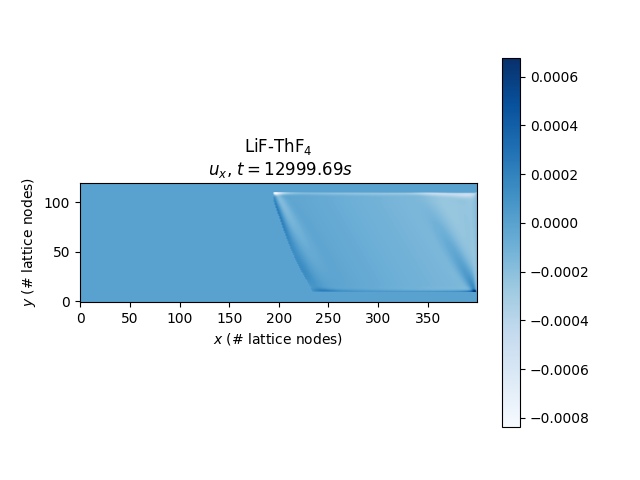 LiF-ThF₄
uₓ, t = 12999.69s
y (# lattice nodes)
100
50
0
0 50 100 150 200 250 300 350
x (# lattice nodes)
0.0006
0.0004
0.0002
0.0000
−0.0002
−0.0004
−0.0006
−0.0008